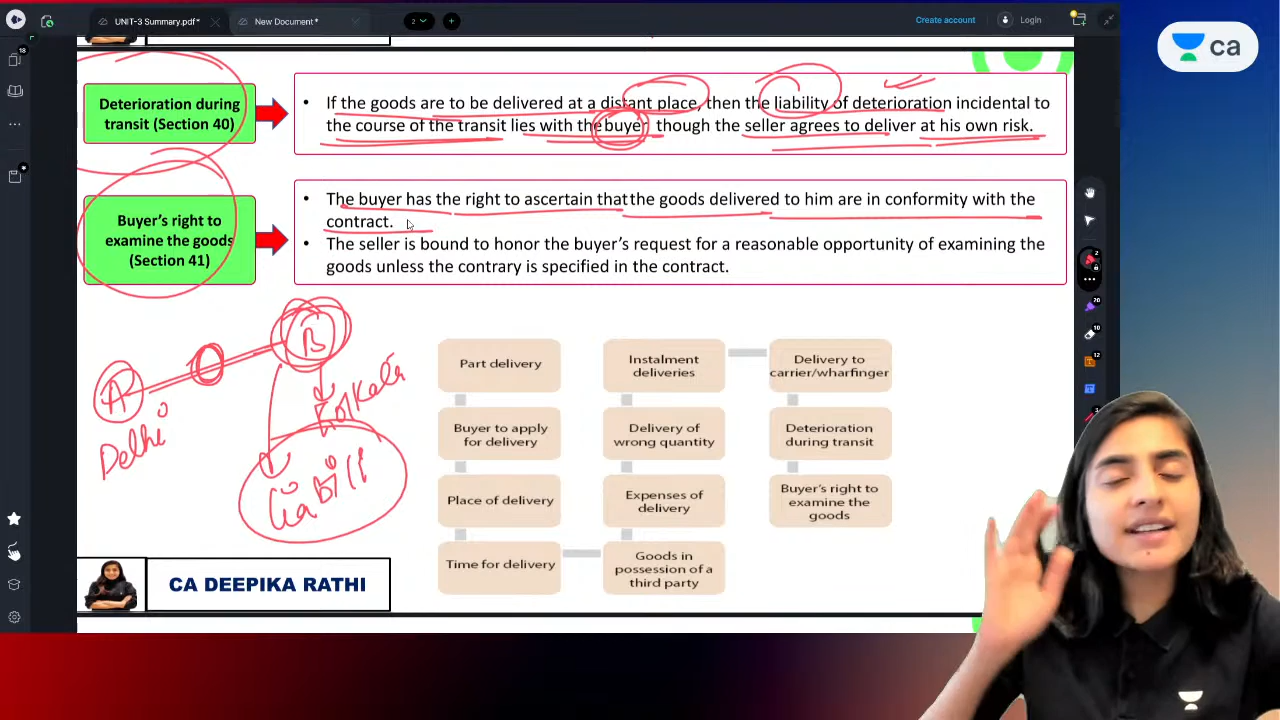 UNIT-3 Summary.pdf*
New Document*
2
Create account
Login
ca
18
Deterioration during
transit (Section 40)
• If the goods are to be delivered at a distant place, then the liability of deterioration incidental to
the course of the transit lies with the buyer though the seller agrees to deliver at his own risk.
Buyer's right to
examine the goods
(Section 41)
• The buyer has the right to ascertain that the goods delivered to him are in conformity with the
contract.
• The seller is bound to honor the buyer's request for a reasonable opportunity of examining the
goods unless the contrary is specified in the contract.
A
Delhi
B
Kolkata
Liabili
Part delivery
Buyer to apply
for delivery
Place of delivery
Time for delivery
Instalment
deliveries
Delivery of
wrong quantity
Expenses of
delivery
Goods in
possession of a
third party
Delivery to
carrier/wharfinger
Deterioration
during transit
Buyer's right to
examine the
goods
2
20
10
12
3
CA DEEPIKA RATHI